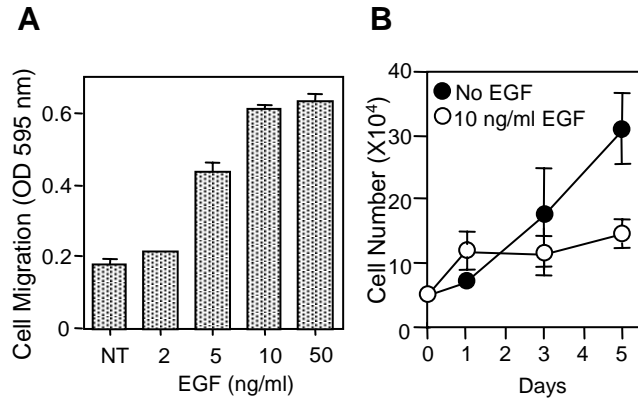 A
Cell Migration (OD 595 nm)
0.6
0.4
0.2
0
NT 2 5 10 50
EGF (ng/ml)
B
Cell Number (X10⁴)
40
30
20
10
0
No EGF
10 ng/ml EGF
0 1 2 3 4 5
Days